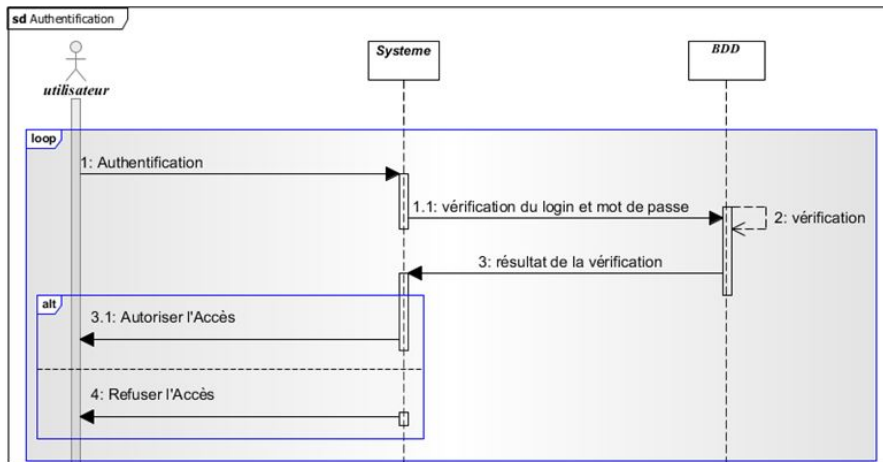 sd Authentification
utilisateur
Systeme
BDD
loop
1: Authentification
1.1: vérification du login et mot de passe
2: vérification
3: résultat de la vérification
alt
3.1: Autoriser l'Accès
4: Refuser l'Accès